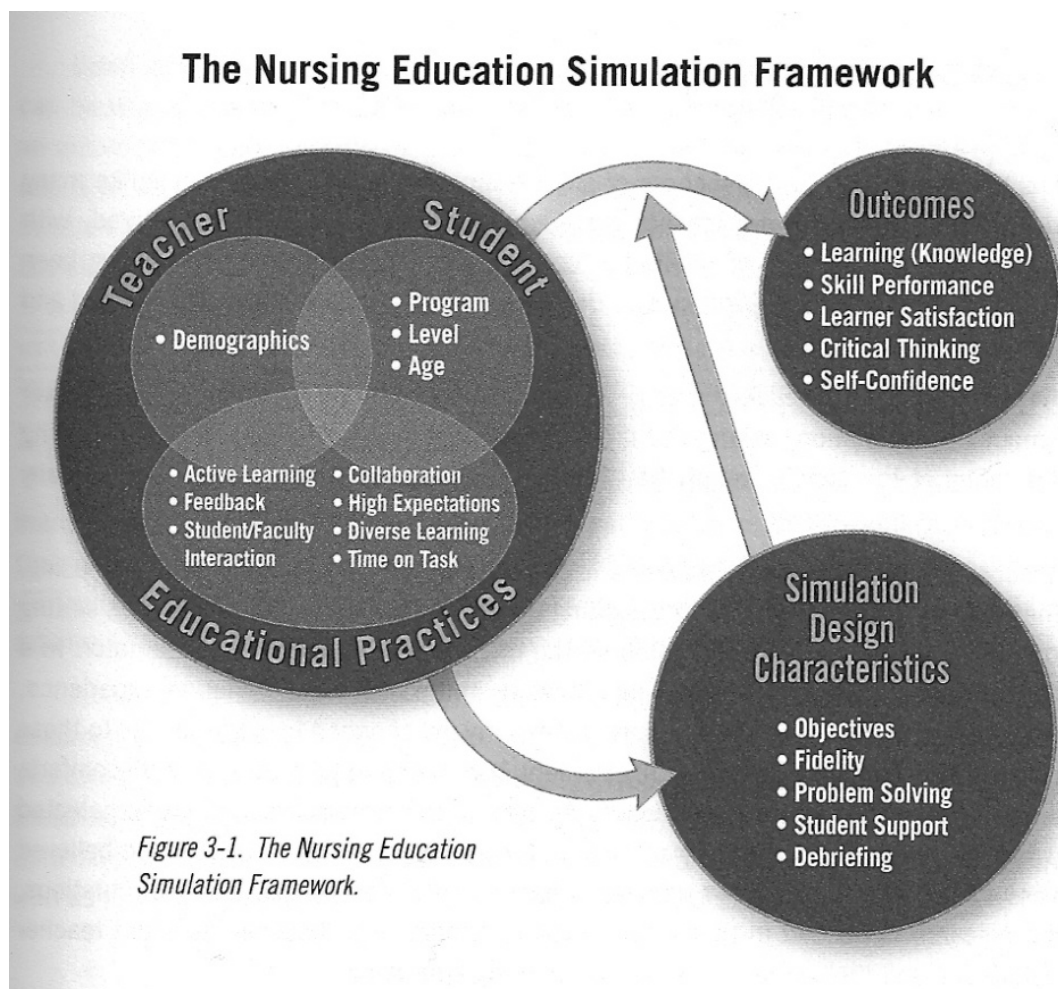 The Nursing Education Simulation Framework
Teacher
Student
• Demographics
• Program
• Level
• Age
• Active Learning
• Feedback
• Student/Faculty
Interaction
• Collaboration
• High Expectations
• Diverse Learning
• Time on Task
Educational Practices
Outcomes
• Learning (Knowledge)
• Skill Performance
• Learner Satisfaction
• Critical Thinking
• Self-Confidence
Simulation
Design
Characteristics
• Objectives
• Fidelity
• Problem Solving
• Student Support
• Debriefing
Figure 3-1. The Nursing Education
Simulation Framework.